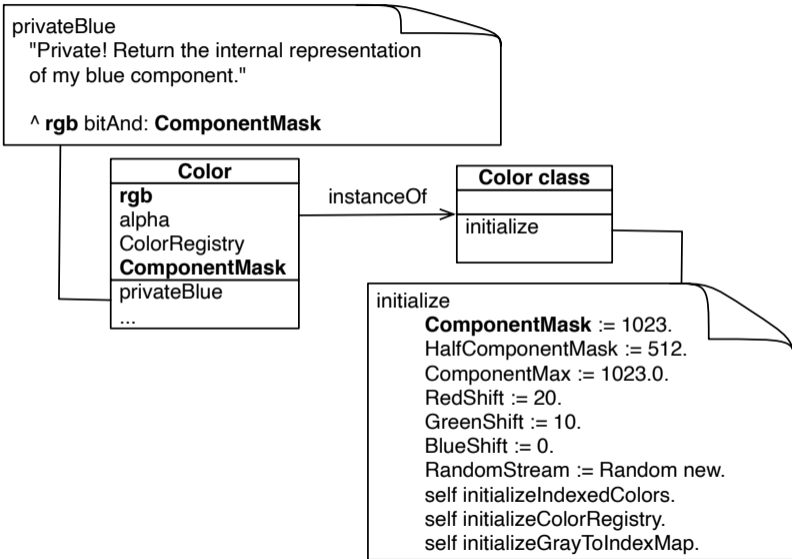 privateBlue
"Private! Return the internal representation
of my blue component."
^ rgb bitAnd: ComponentMask
Color
rgb
alpha
ColorRegistry
ComponentMask
privateBlue
...
instanceOf
Color class
initialize
initialize
ComponentMask := 1023.
HalfComponentMask := 512.
ComponentMax := 1023.0.
RedShift := 20.
GreenShift := 10.
BlueShift := 0.
RandomStream := Random new.
self initializeIndexedColors.
self initializeColorRegistry.
self initializeGrayToIndexMap.